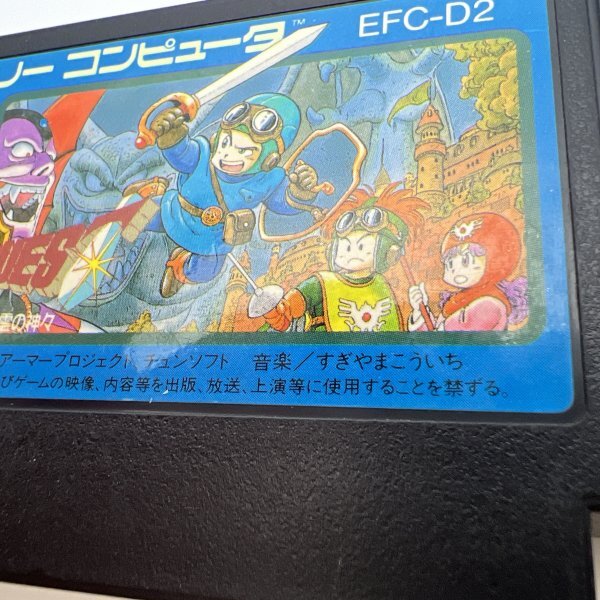 ー コンピュータ™
EFC-D2
UEST
霊の神々
アーマープロジェクト チュンソフト 音楽／すぎやまこういち
びゲームの映像、内容等を出版、放送、上演等に使用することを禁ずる。